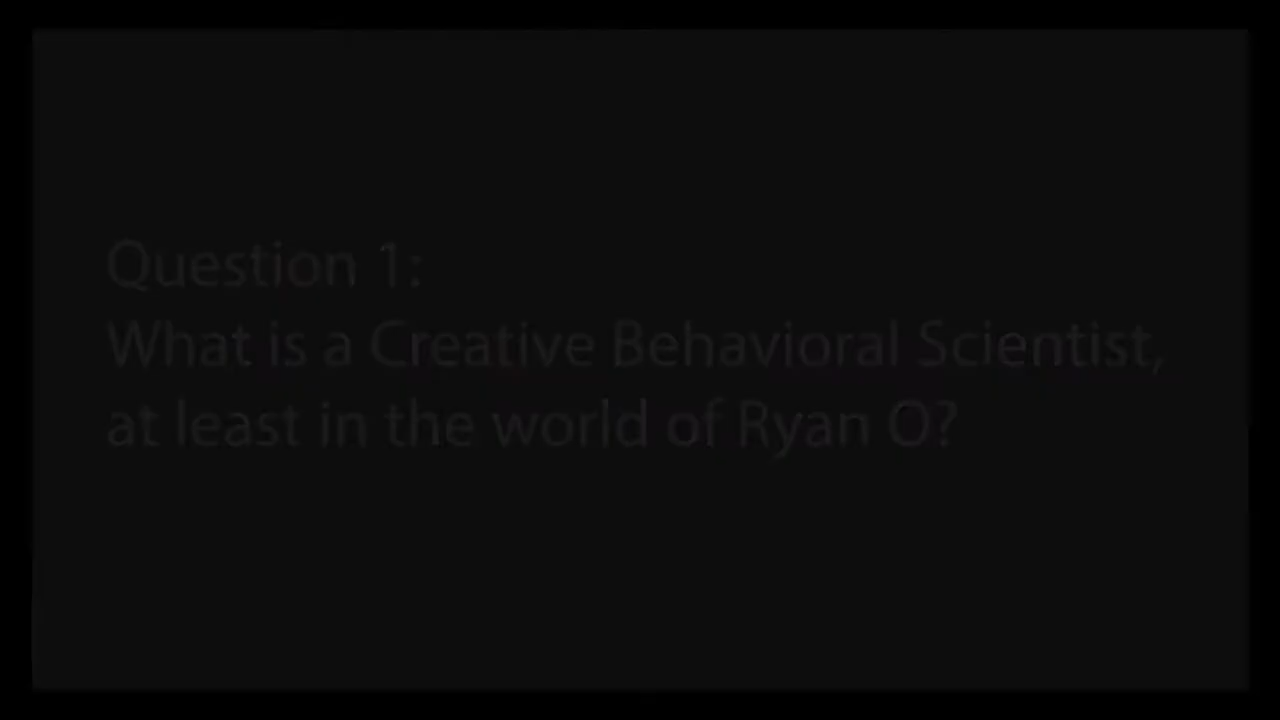 Question 1:
What is a Creative Behavioral Scientist,
at least in the world of Ryan O?